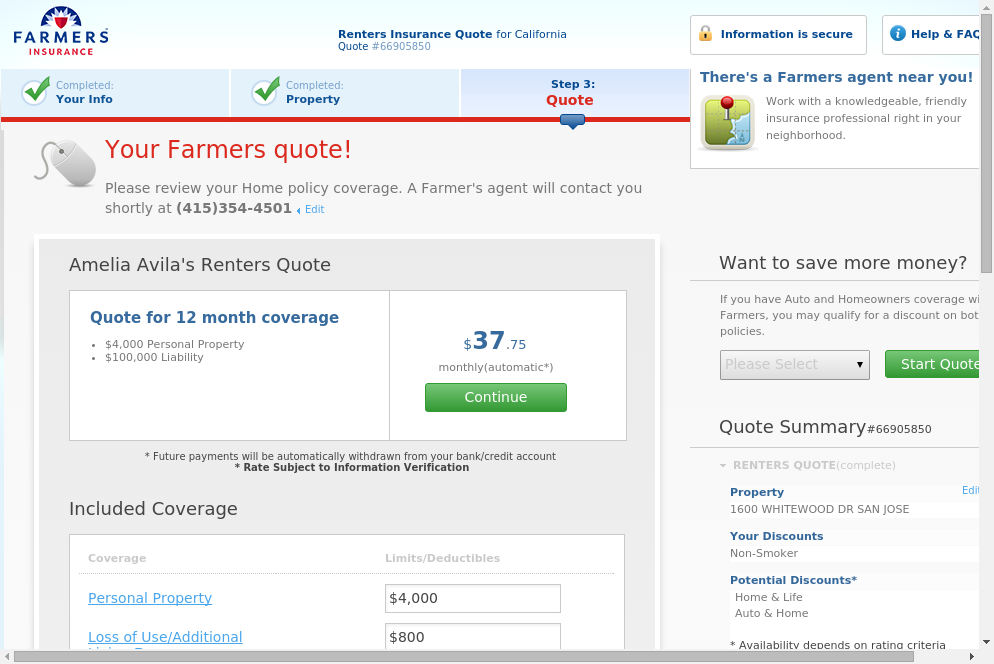 FARMERS
INSURANCE
Renters Insurance Quote for California
Quote #66905850
Information is secure
Help & FAQ
Completed:
Your Info
Completed:
Property
Step 3:
Quote
There's a Farmers agent near you!
Work with a knowledgeable, friendly
insurance professional right in your
neighborhood.
Your Farmers quote!
Please review your Home policy coverage. A Farmer's agent will contact you
shortly at (415)354-4501 Edit
Amelia Avila's Renters Quote
Quote for 12 month coverage
• $4,000 Personal Property
• $100,000 Liability
$37.75
monthly(automatic*)
Continue
* Future payments will be automatically withdrawn from your bank/credit account
* Rate Subject to Information Verification
Included Coverage
Coverage Limits/Deductibles
Personal Property $4,000
Loss of Use/Additional $800
Want to save more money?
If you have Auto and Homeowners coverage wi
Farmers, you may qualify for a discount on bot
policies.
Please Select
Start Quote
Quote Summary#66905850
RENTERS QUOTE(complete)
Property Edit
1600 WHITEWOOD DR SAN JOSE
Your Discounts
Non-Smoker
Potential Discounts*
Home & Life
Auto & Home
* Availability depends on rating criteria